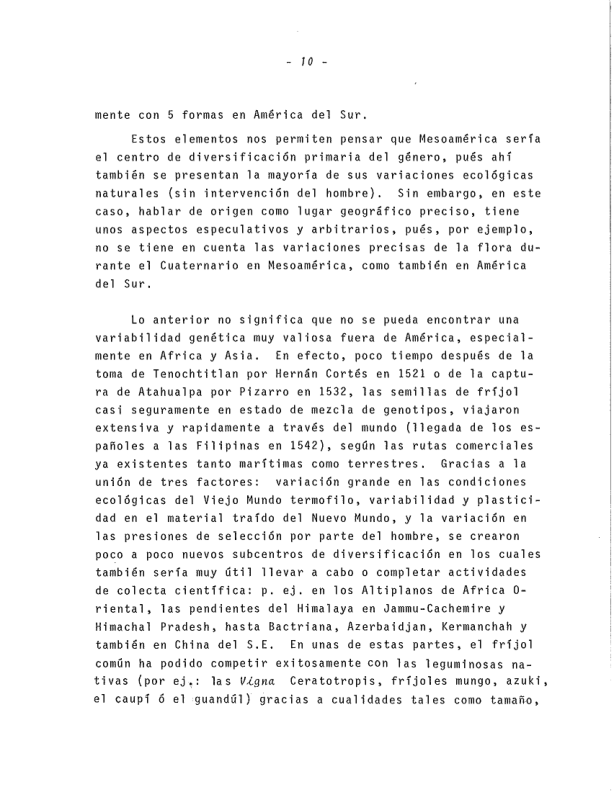 - 10 -
mente con 5 formas en América del Sur.
Estos elementos nos permiten pensar que Mesoamérica sería
el centro de diversificación primaria del género, pués ahí
también se presentan la mayoría de sus variaciones ecológicas
naturales (sin intervención del hombre). Sin embargo, en este
caso, hablar de origen como lugar geográfico preciso, tiene
unos aspectos especulativos y arbitrarios, pués, por ejemplo,
no se tiene en cuenta las variaciones precisas de la flora du-
rante el Cuaternario en Mesoamérica, como también en América
del Sur.
Lo anterior no significa que no se pueda encontrar una
variabilidad genética muy valiosa fuera de América, especial-
mente en Africa y Asia. En efecto, poco tiempo después de la
toma de Tenochtitlan por Hernán Cortés en 1521 o de la captu-
ra de Atahualpa por Pizarro en 1532, las semillas de fríjol
casi seguramente en estado de mezcla de genotipos, viajaron
extensiva y rapidamente a través del mundo (llegada de los es-
pañoles a las Filipinas en 1542), según las rutas comerciales
ya existentes tanto marítimas como terrestres. Gracias a la
unión de tres factores: variación grande en las condiciones
ecológicas del Viejo Mundo termofilo, variabilidad y plastici-
dad en el material traído del Nuevo Mundo, y la variación en
las presiones de selección por parte del hombre, se crearon
poco a poco nuevos subcentros de diversificación en los cuales
también sería muy útil llevar a cabo o completar actividades
de colecta científica: p. ej. en los Altiplanos de Africa O-
riental, las pendientes del Himalaya en Jammu-Cachemire y
Himachal Pradesh, hasta Bactriana, Azerbaidjan, Kermanchah y
también en China del S.E. En unas de estas partes, el fríjol
común ha podido competir exitosamente con las leguminosas na-
tivas (por ej.: las Vigna Ceratotropis, fríjoles mungo, azuki,
el caupí ó el guandúl) gracias a cualidades tales como tamaño,